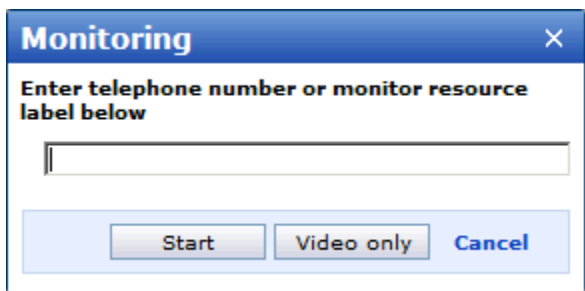 Monitoring
Enter telephone number or monitor resource
label below
Start Video only Cancel